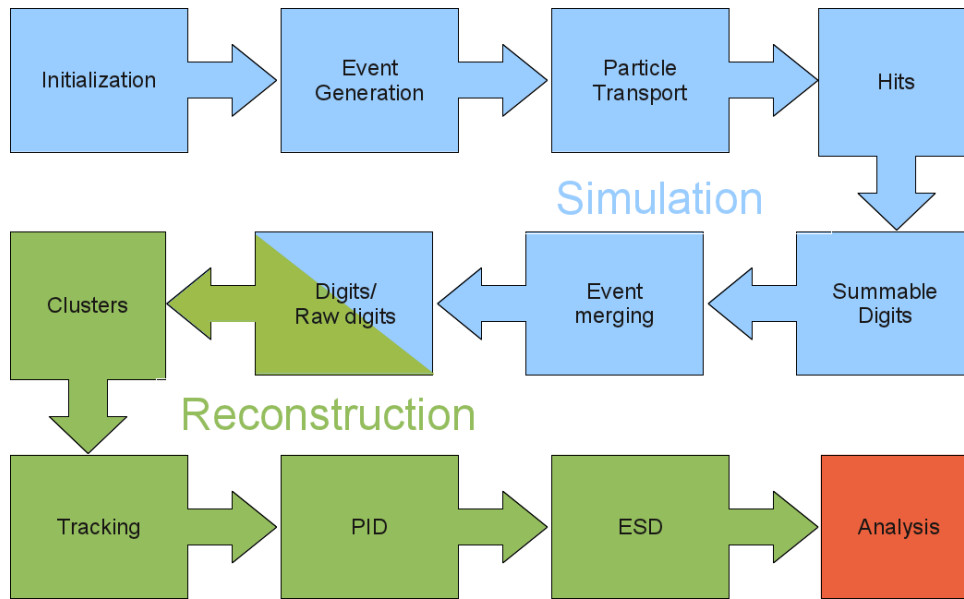 Initialization
Event
Generation
Particle
Transport
Hits
Simulation
Clusters
Digits/
Raw digits
Event
merging
Summable
Digits
Reconstruction
Tracking
PID
ESD
Analysis